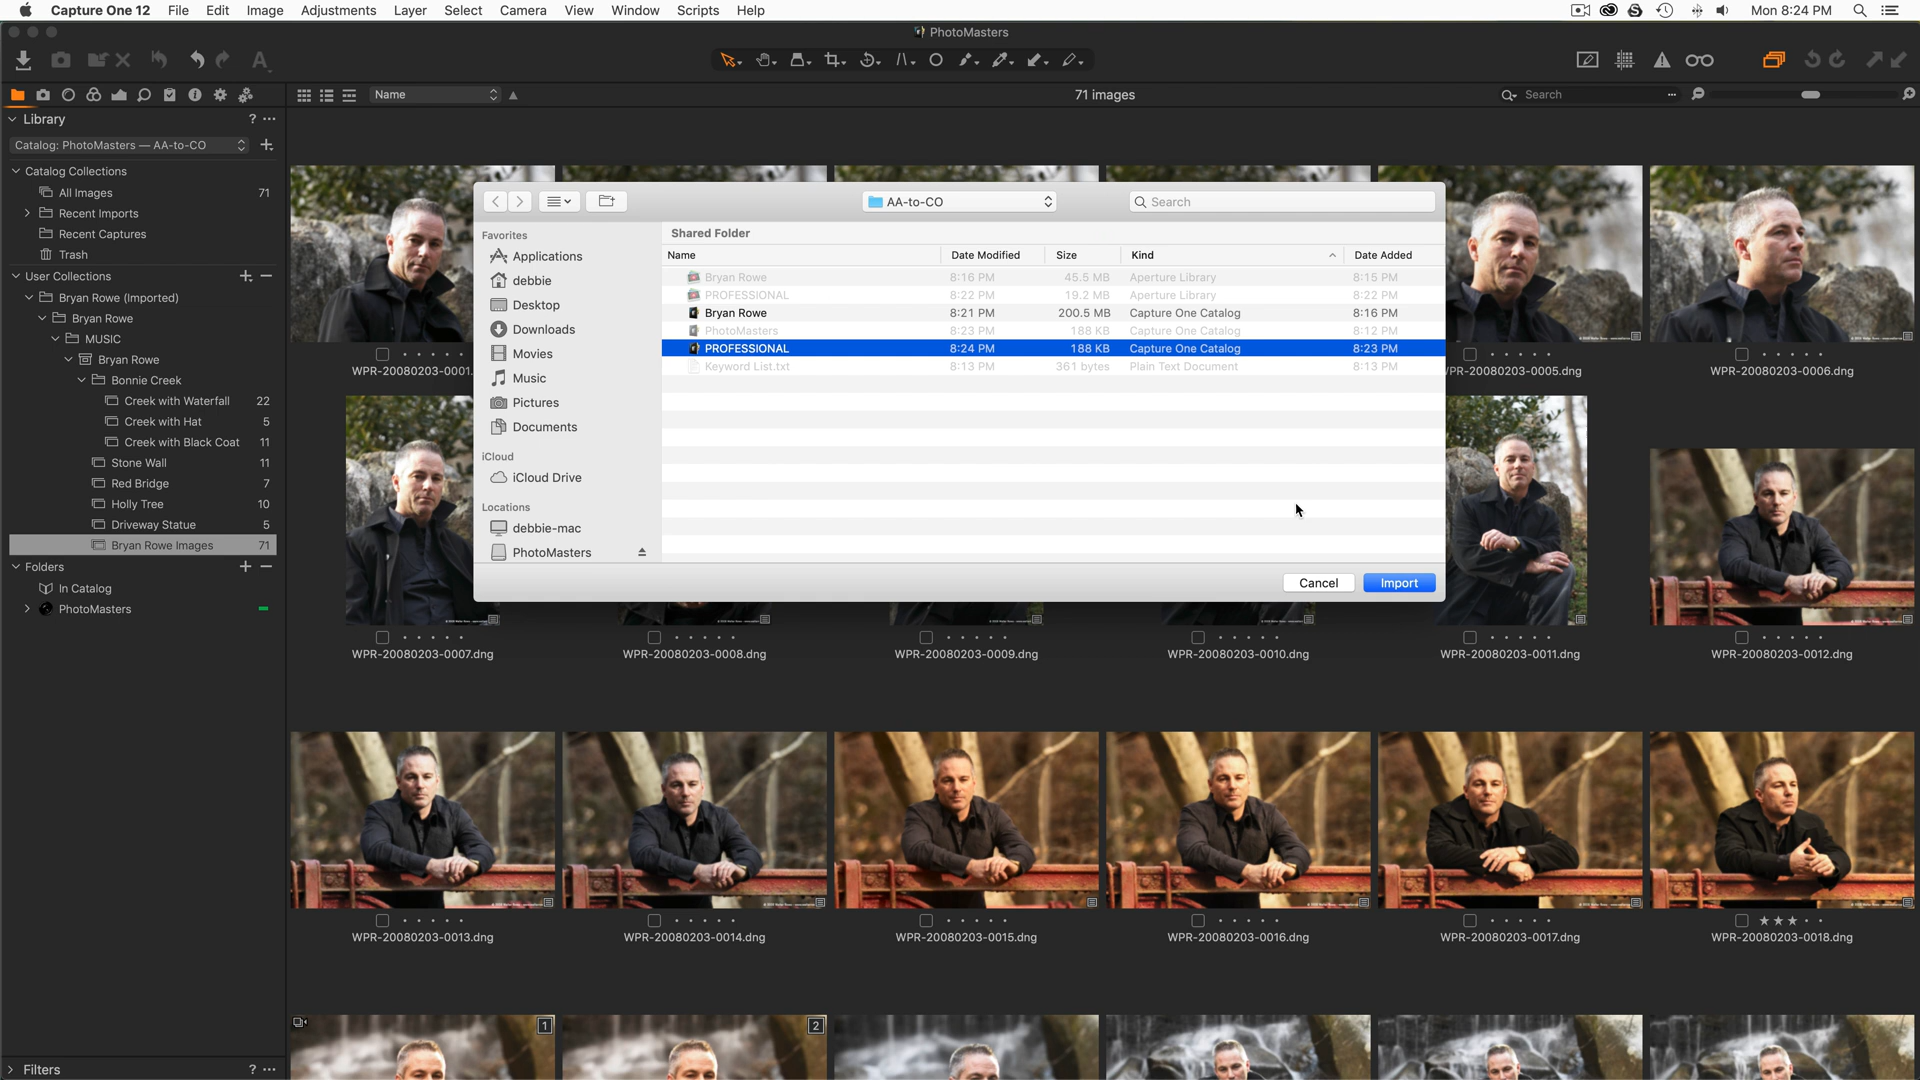 Capture One 12 File Edit Image Adjustments Layer Select Camera View Window Scripts Help Mon 8:24 PM
PhotoMasters
Name 71 images Search
Library ?
Catalog: PhotoMasters — AA-to-CO
Catalog Collections
All Images 71
Recent Imports
Recent Captures
Trash
User Collections
Bryan Rowe (Imported)
Bryan Rowe
MUSIC
Bryan Rowe
Bonnie Creek
Creek with Waterfall 22
Creek with Hat 5
Creek with Black Coat 11
Stone Wall 11
Red Bridge 7
Holly Tree 10
Driveway Statue 5
Bryan Rowe Images 71
Folders
In Catalog
PhotoMasters
Filters ?
AA-to-CO Search
Favorites
Applications
debbie
Desktop
Downloads
Movies
Music
Pictures
Documents
iCloud
iCloud Drive
Locations
debbie-mac
PhotoMasters
Shared Folder
Name Date Modified Size Kind Date Added
Bryan Rowe 8:16 PM 45.5 MB Aperture Library 8:15 PM
PROFESSIONAL 8:22 PM 19.2 MB Aperture Library 8:22 PM
Bryan Rowe 8:21 PM 200.5 MB Capture One Catalog 8:16 PM
PhotoMasters 8:23 PM 188 KB Capture One Catalog 8:12 PM
PROFESSIONAL 8:24 PM 188 KB Capture One Catalog 8:23 PM
Keyword List.txt 8:13 PM 361 bytes Plain Text Document 8:13 PM
Cancel Import
WPR-20080203-0001.
WPR-20080203-0005.dng
WPR-20080203-0006.dng
WPR-20080203-0007.dng
WPR-20080203-0008.dng
WPR-20080203-0009.dng
WPR-20080203-0010.dng
WPR-20080203-0011.dng
WPR-20080203-0012.dng
WPR-20080203-0013.dng
WPR-20080203-0014.dng
WPR-20080203-0015.dng
WPR-20080203-0016.dng
WPR-20080203-0017.dng
WPR-20080203-0018.dng
1
2